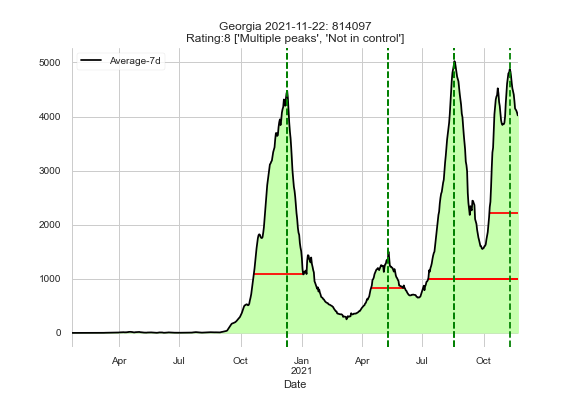 Georgia 2021-11-22: 814097
Rating:8 ['Multiple peaks', 'Not in control']
Average-7d
5000
4000
3000
2000
1000
0
Apr Jul Oct Jan Apr Jul Oct
2021
Date